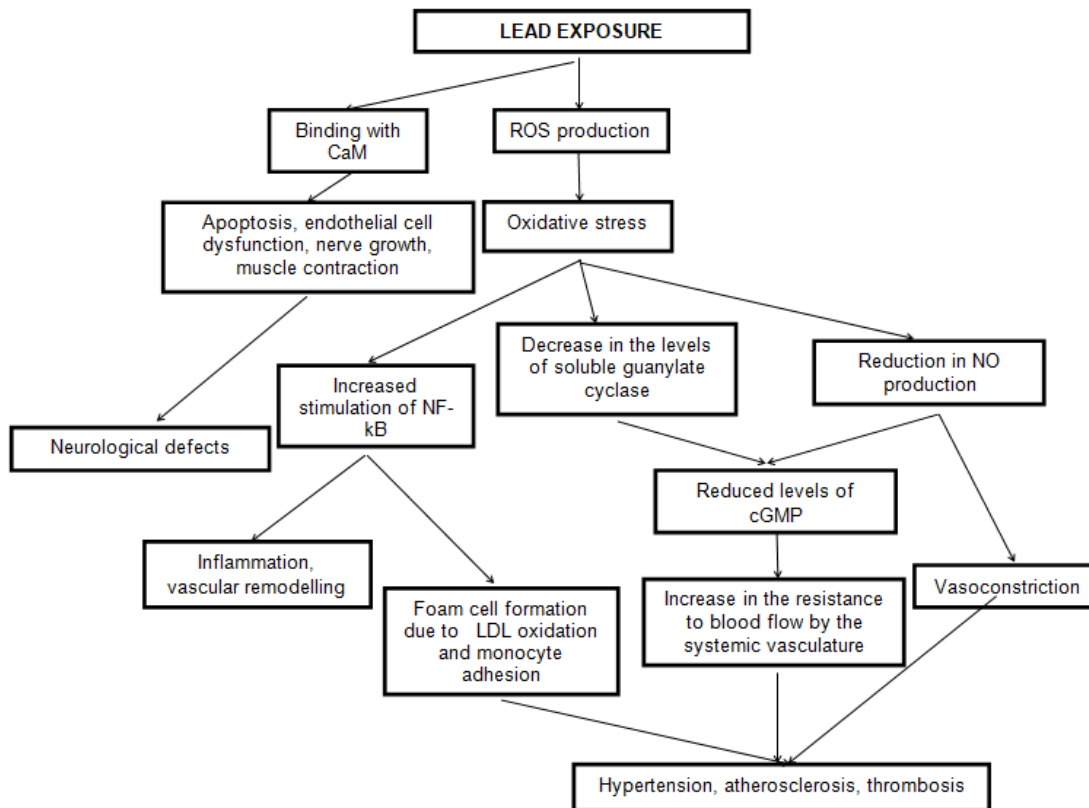 LEAD EXPOSURE
Binding with
CaM
ROS production
Apoptosis, endothelial cell
dysfunction, nerve growth,
muscle contraction
Oxidative stress
Increased
stimulation of NF-
kB
Decrease in the levels
of soluble guanylate
cyclase
Reduction in NO
production
Neurological defects
Reduced levels of
cGMP
Inflammation,
vascular remodelling
Foam cell formation
due to LDL oxidation
and monocyte
adhesion
Increase in the resistance
to blood flow by the
systemic vasculature
Vasoconstriction
Hypertension, atherosclerosis, thrombosis